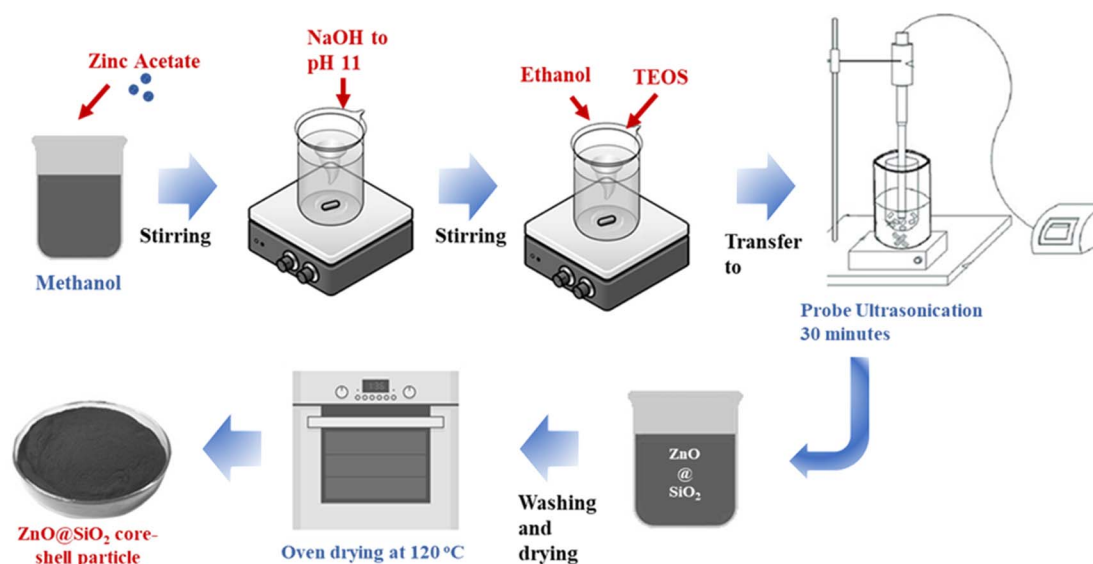 Zinc Acetate
Methanol
Stirring
NaOH to
pH 11
Stirring
Ethanol
TEOS
Transfer
to
Probe Ultrasonication
30 minutes
ZnO
@
SiO₂
Washing
and
drying
Oven drying at 120 °C
ZnO@SiO₂ core-
shell particle